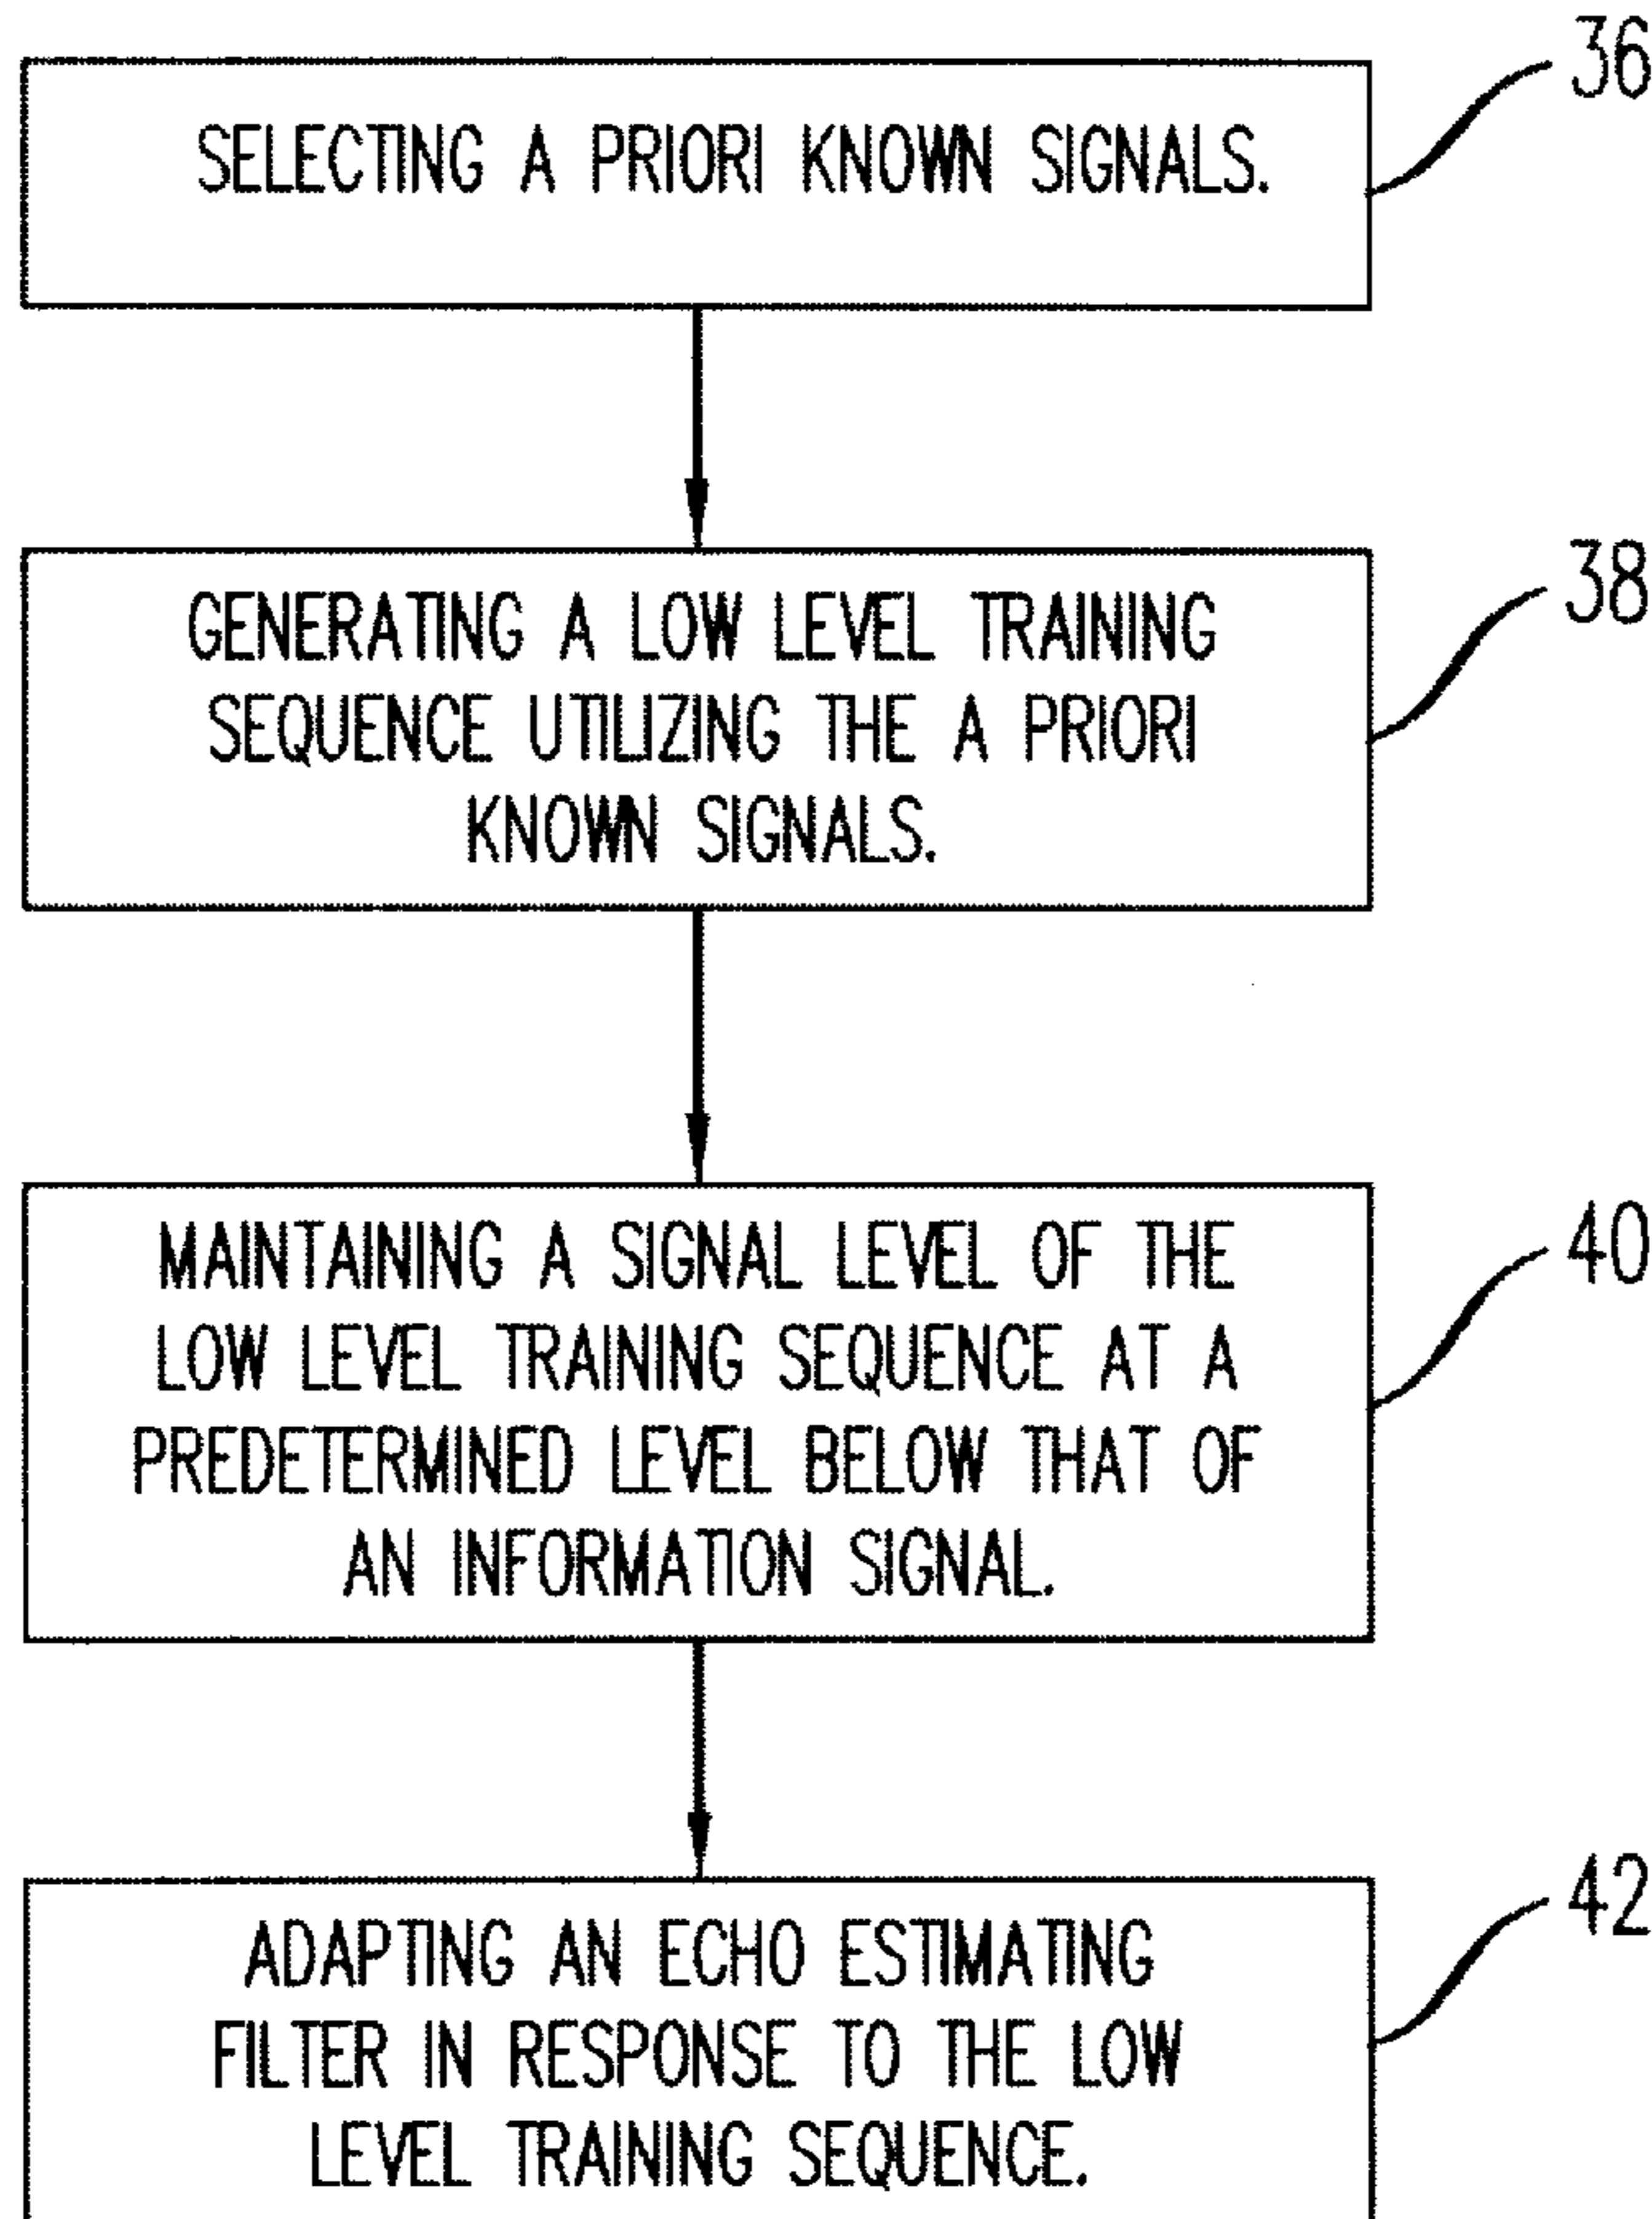 36
SELECTING A PRIORI KNOWN SIGNALS.
38
GENERATING A LOW LEVEL TRAINING
SEQUENCE UTILIZING THE A PRIORI
KNOWN SIGNALS.
40
MAINTAINING A SIGNAL LEVEL OF THE
LOW LEVEL TRAINING SEQUENCE AT A
PREDETERMINED LEVEL BELOW THAT OF
AN INFORMATION SIGNAL.
42
ADAPTING AN ECHO ESTIMATING
FILTER IN RESPONSE TO THE LOW
LEVEL TRAINING SEQUENCE.